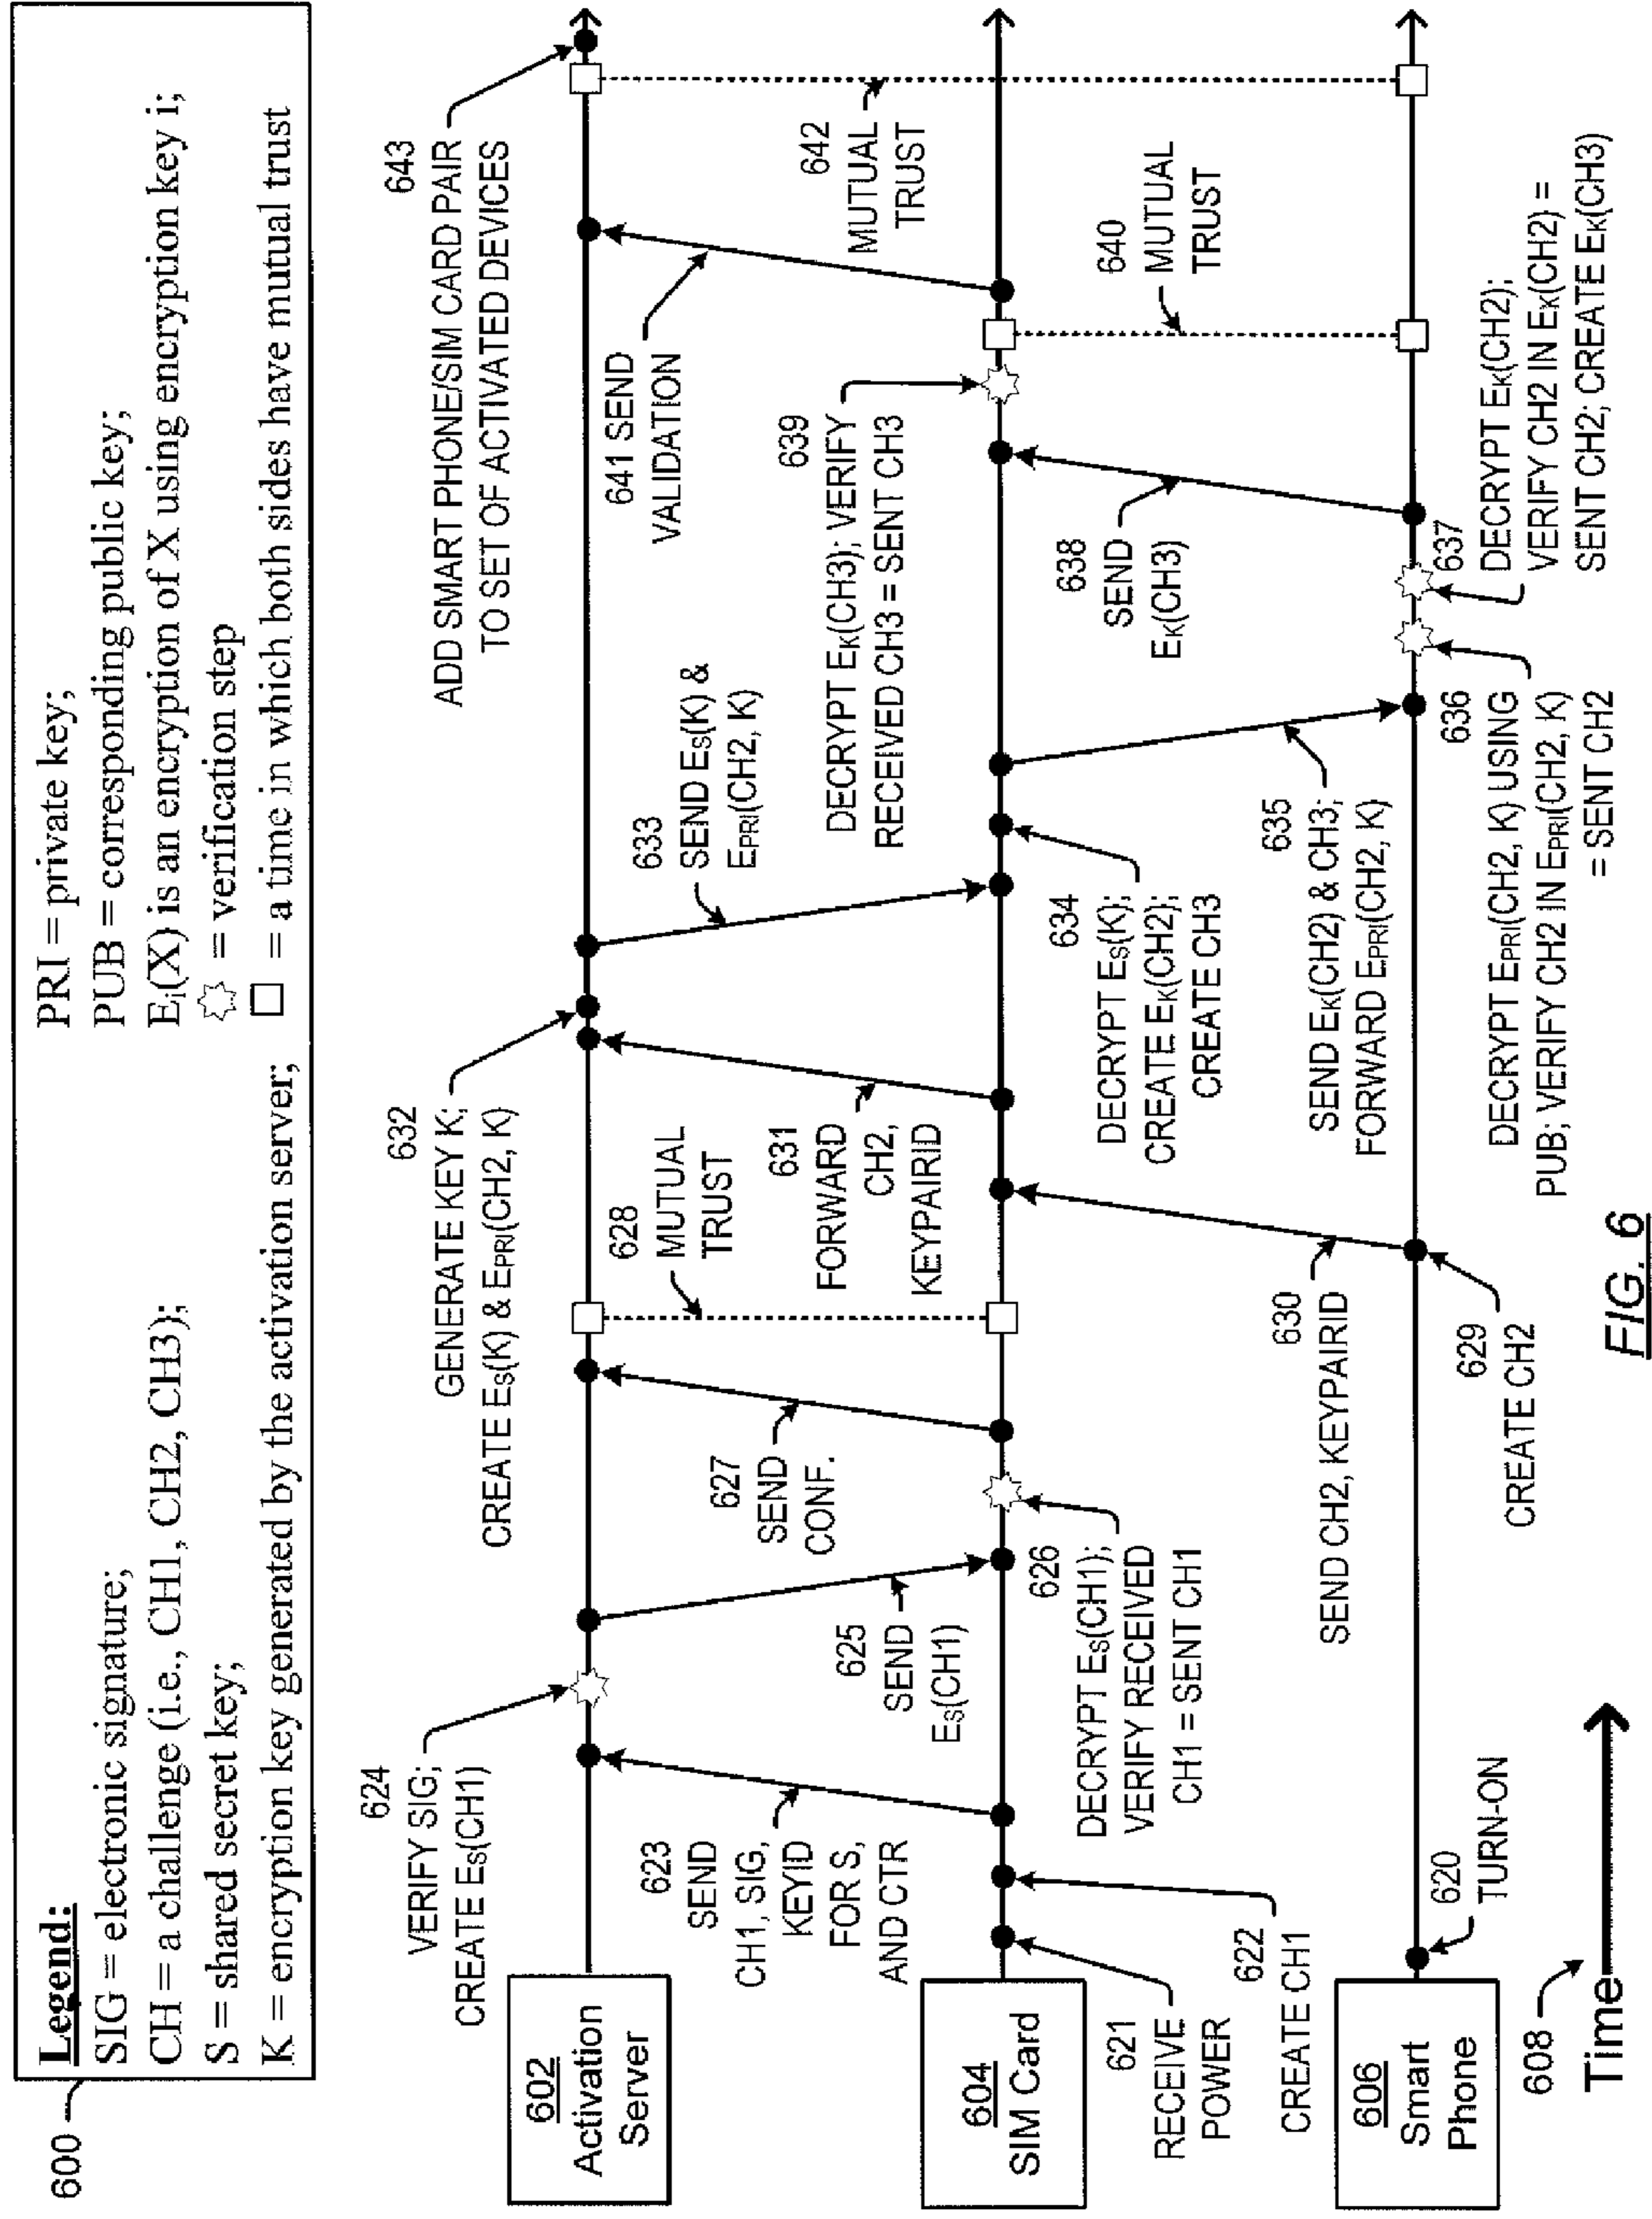 600
Legend:
SIG = electronic signature;
CH = a challenge (i.e., CH1, CH2, CH3);
S = shared secret key;
K = encryption key generated by the activation server;
PRI = private key;
PUB = corresponding public key;
Ei(X) is an encryption of X using encryption key i;
= verification step
= a time in which both sides have mutual trust
602
Activation
Server
624
VERIFY SIG;
CREATE ES(CH1)
623
SEND
CH1, SIG,
KEYID
FOR S,
AND CTR
625
SEND
ES(CH1)
627
SEND
CONF.
628
MUTUAL
TRUST
632
GENERATE KEY K;
CREATE ES(K) & EPRI(CH2, K)
631
FORWARD
CH2,
KEYPAIRID
633
SEND ES(K) &
EPRI(CH2, K)
643
ADD SMART PHONE/SIM CARD PAIR
TO SET OF ACTIVATED DEVICES
641 SEND
VALIDATION
639
DECRYPT EK(CH3); VERIFY
RECEIVED CH3 = SENT CH3
642
MUTUAL
TRUST
604
SIM Card
621
RECEIVE
POWER
622
CREATE CH1
626
DECRYPT ES(CH1);
VERIFY RECEIVED
CH1 = SENT CH1
630
SEND CH2, KEYPAIRID
634
DECRYPT ES(K);
CREATE EK(CH2);
CREATE CH3
635
SEND EK(CH2) & CH3;
FORWARD EPRI(CH2, K)
638
SEND
EK(CH3)
640
MUTUAL
TRUST
606
Smart
Phone
620
TURN-ON
629
CREATE CH2
636
DECRYPT EPRI(CH2, K) USING
PUB; VERIFY CH2 IN EPRI(CH2, K)
= SENT CH2
637
DECRYPT EK(CH2);
VERIFY CH2 IN EK(CH2) =
SENT CH2; CREATE EK(CH3)
608
Time
FIG. 6